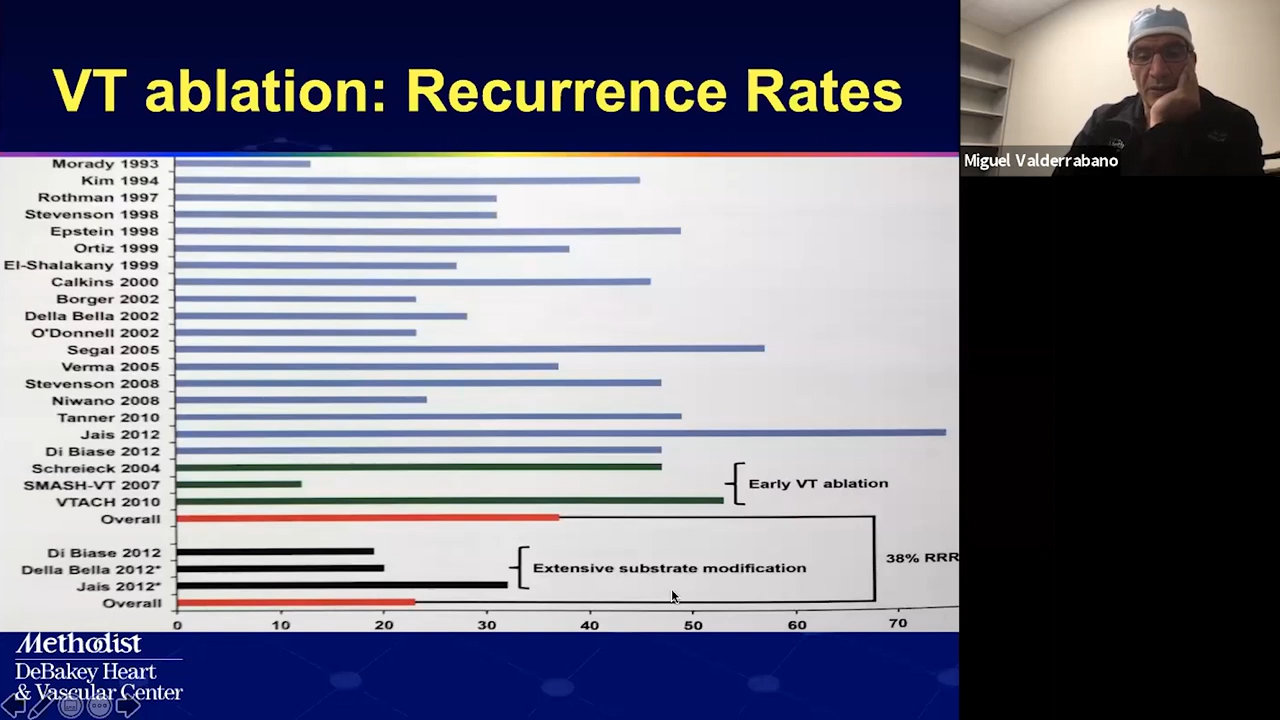 VT ablation: Recurrence Rates
Miguel Valderrabano
Morady 1993
Kim 1994
Rothman 1997
Stevenson 1998
Epstein 1998
Ortiz 1999
El-Shalakany 1999
Calkins 2000
Borger 2002
Della Bella 2002
O'Donnell 2002
Segal 2005
Verma 2005
Stevenson 2008
Niwano 2008
Tanner 2010
Jais 2012
Di Biase 2012
Schreieck 2004
SMASH-VT 2007
Early VT ablation
VTACH 2010
Overall
Di Biase 2012
38% RRR
Della Bella 2012*
Extensive substrate modification
Jais 2012*
Overall
0 10 20 30 40 50 60 70
Methodist
DeBakey Heart
& Vascular Center